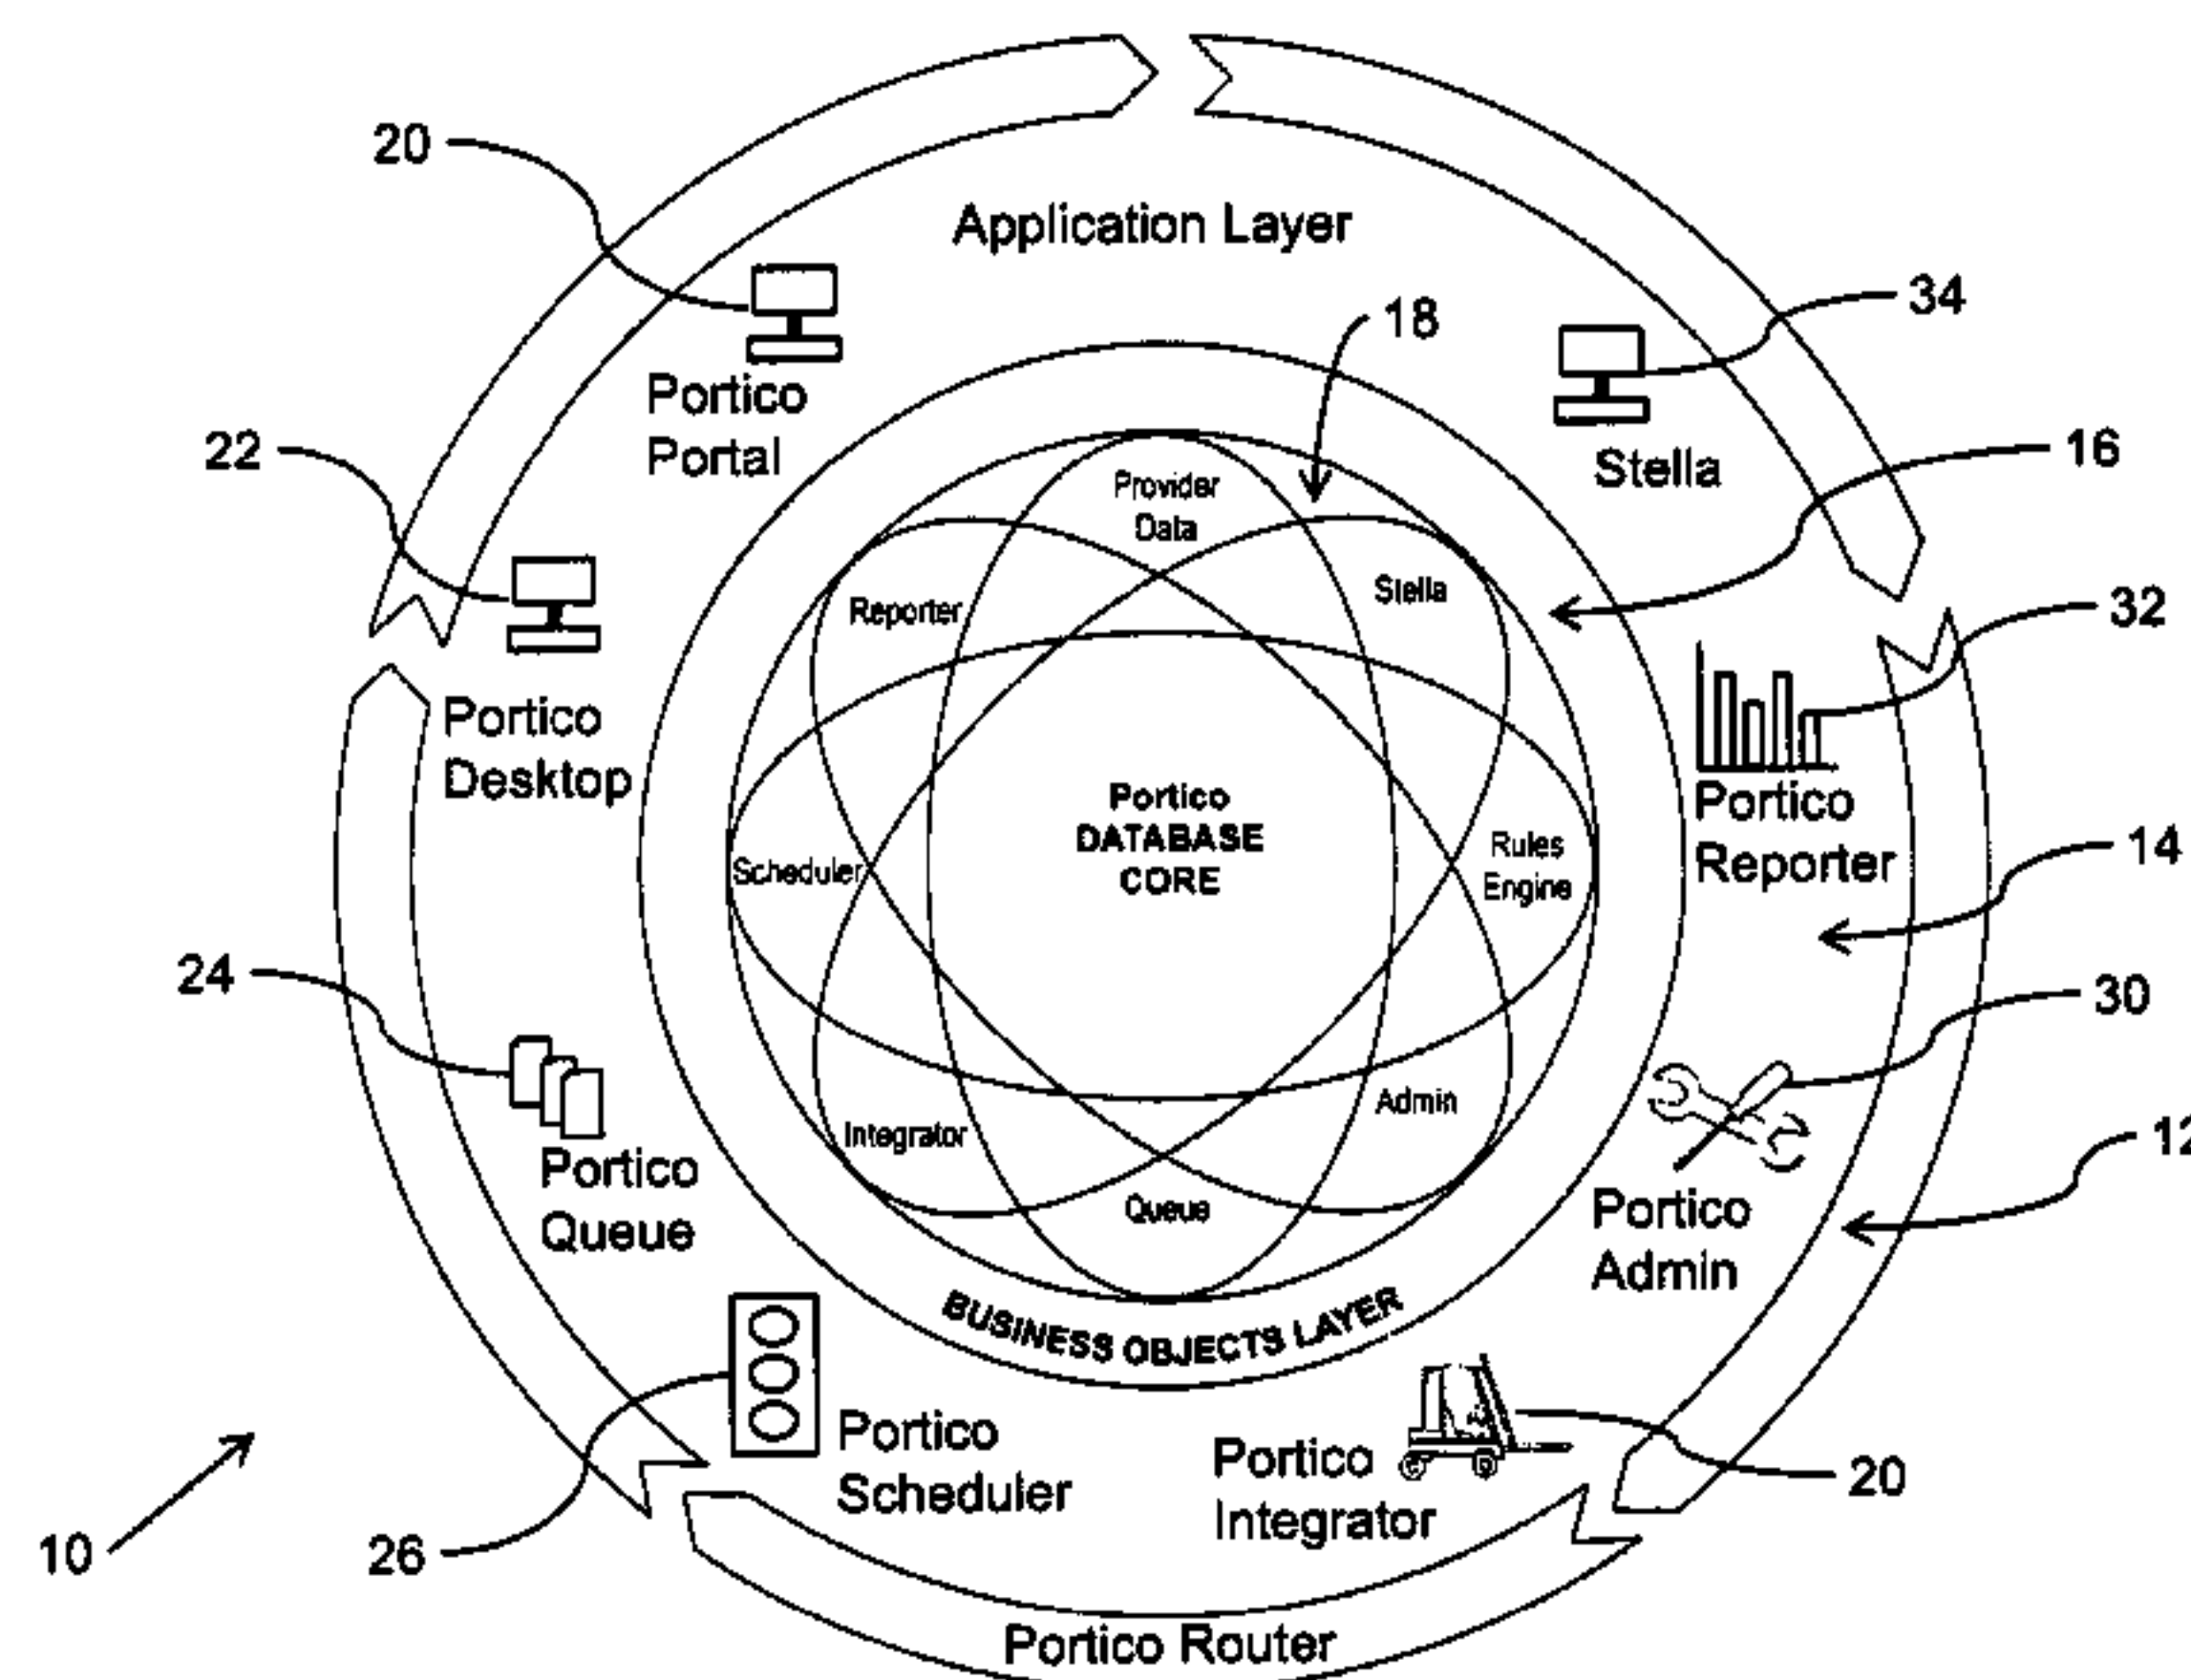 20
Application Layer
34
18
Portico
Portal
22
Stella
16
Provider
Data
Stella
Reporter
32
Portico
Desktop
Portico
DATABASE
CORE
Scheduler
Rules
Engine
Portico
Reporter
14
24
30
Portico
Queue
Integrator
Admin
Queue
12
Portico
Admin
BUSINESS OBJECTS LAYER
26
Portico
Scheduler
Portico
Integrator
20
10
Portico Router